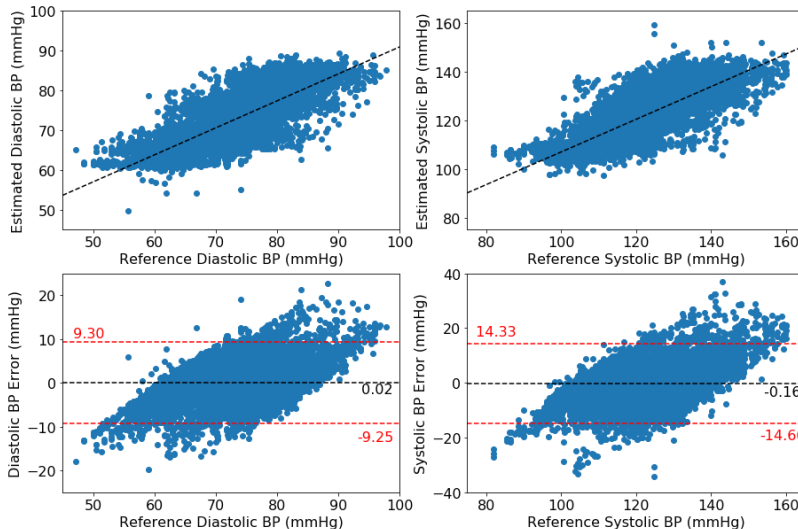 Estimated Diastolic BP (mmHg)
100
90
80
70
60
50
50 60 70 80 90 100
Reference Diastolic BP (mmHg)
Estimated Systolic BP (mmHg)
160
140
120
100
80
80 100 120 140 160
Reference Systolic BP (mmHg)
Diastolic BP Error (mmHg)
20
10
0
−10
−20
9.30
0.02
-9.25
50 60 70 80 90 100
Reference Diastolic BP (mmHg)
Systolic BP Error (mmHg)
40
20
0
−20
−40
14.33
-0.16
80 100 120 140 160
Reference Systolic BP (mmHg)